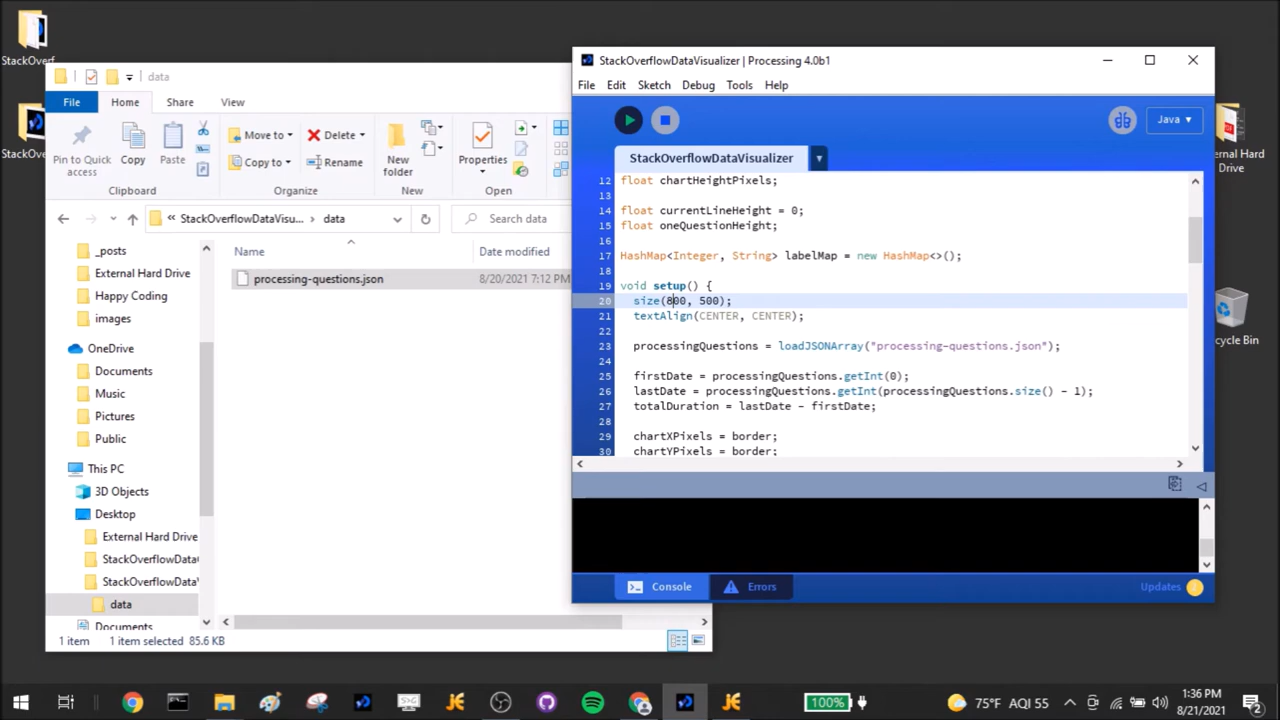 StackOverf
StackOve
data
File
Home
Share
View
Pin to Quick access
Copy
Paste
Move to
Copy to
Delete
Rename
New folder
Properties
Clipboard
Organize
New
Open
« StackOverflowDataVisu... › data
Search data
_posts
External Hard Drive
Happy Coding
images
OneDrive
Documents
Music
Pictures
Public
This PC
3D Objects
Desktop
External Hard Drive
StackOverflowData
StackOverflowData
data
Documents
Name
Date modified
processing-questions.json
8/20/2021 7:12 PM
1 item
1 item selected 85.6 KB
StackOverflowDataVisualizer | Processing 4.0b1
File Edit Sketch Debug Tools Help
Java ▾
StackOverflowDataVisualizer
12 float chartHeightPixels;
13
14 float currentLineHeight = 0;
15 float oneQuestionHeight;
16
17 HashMap<Integer, String> labelMap = new HashMap<>();
18
19 void setup() {
20 size(800, 500);
21 textAlign(CENTER, CENTER);
22
23 processingQuestions = loadJSONArray("processing-questions.json");
24
25 firstDate = processingQuestions.getInt(0);
26 lastDate = processingQuestions.getInt(processingQuestions.size() - 1);
27 totalDuration = lastDate - firstDate;
28
29 chartXPixels = border;
30 chartYPixels = border;
Console
Errors
Updates
ernal Hard
Drive
cycle Bin
100%
75°F AQI 55
1:36 PM
8/21/2021
2